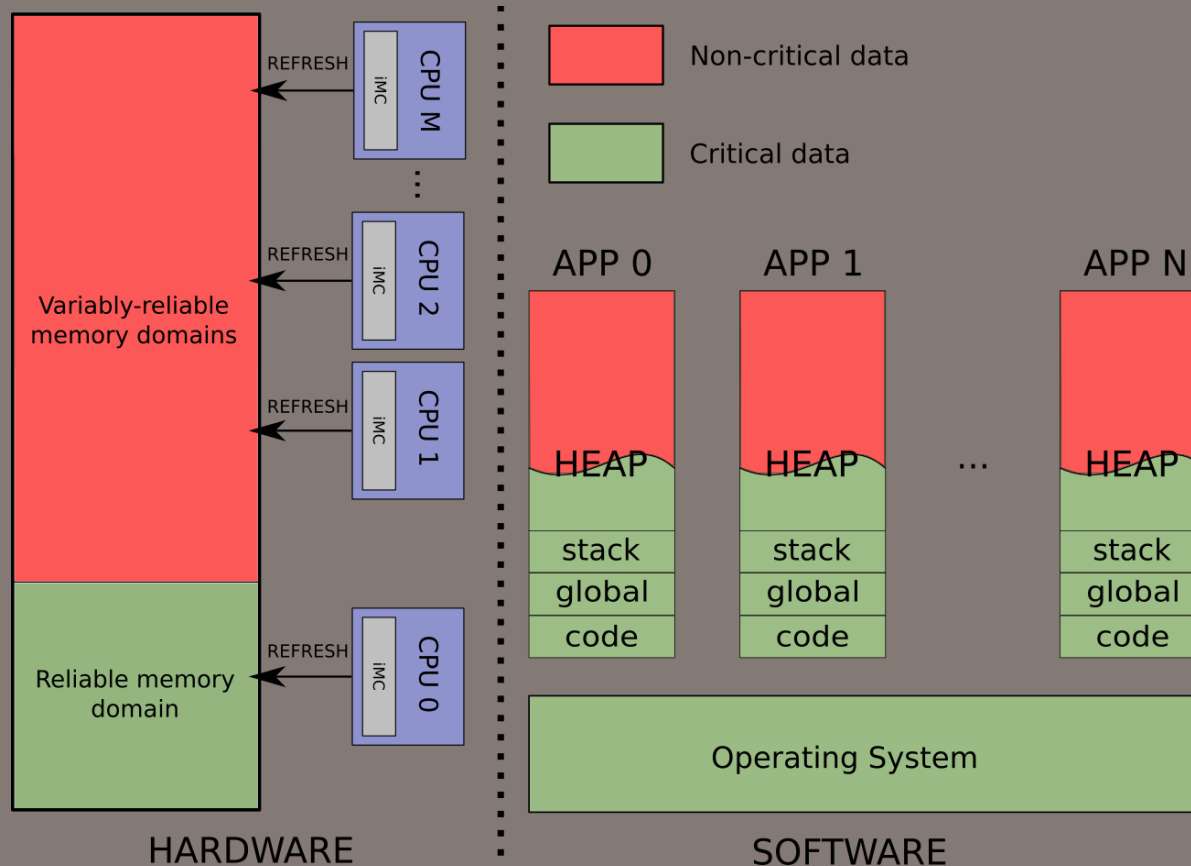 REFRESH
iMC
CPU M
...
REFRESH
iMC
CPU 2
Variably-reliable
memory domains
REFRESH
iMC
CPU 1
Reliable memory
domain
REFRESH
iMC
CPU 0
HARDWARE
Non-critical data
Critical data
APP 0
APP 1
APP N
HEAP
HEAP
...
HEAP
stack
stack
stack
global
global
global
code
code
code
Operating System
SOFTWARE